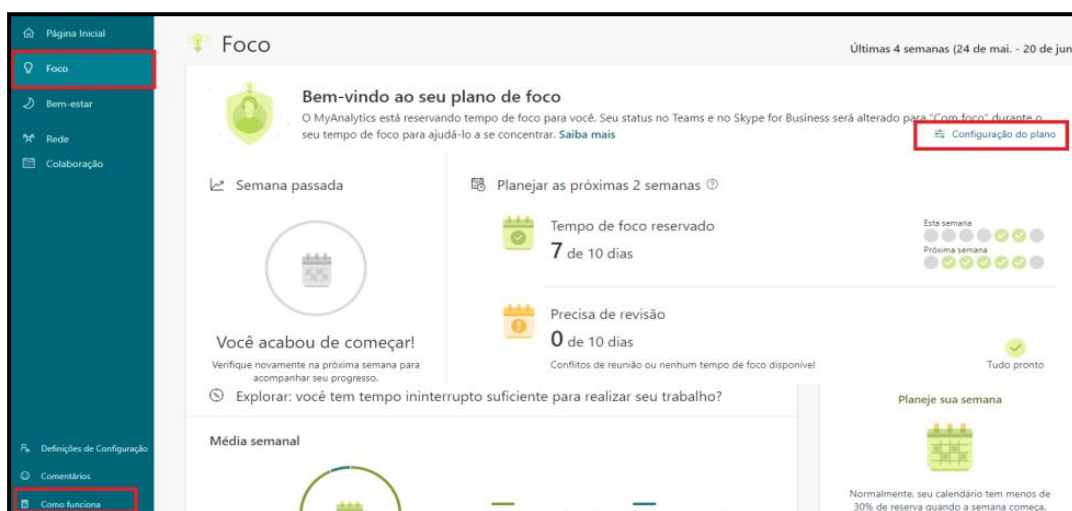 Página Inicial
Foco
Bem-estar
Rede
Colaboração
Definições de Configuração
Comentários
Como funciona
Foco
Últimas 4 semanas (24 de mai. - 20 de jun
Bem-vindo ao seu plano de foco
O MyAnalytics está reservando tempo de foco para você. Seu status no Teams e no Skype for Business será alterado para "Com foco" durante o
seu tempo de foco para ajudá-lo a se concentrar. Saiba mais
Configuração do plano
Semana passada
Você acabou de começar!
Verifique novamente na próxima semana para
acompanhar seu progresso.
Planejar as próximas 2 semanas
Tempo de foco reservado
7 de 10 dias
Esta semana
Próxima semana
Precisa de revisão
0 de 10 dias
Conflitos de reunião ou nenhum tempo de foco disponível
Tudo pronto
Explorar: você tem tempo ininterrupto suficiente para realizar seu trabalho?
Média semanal
Planeje sua semana
Normalmente, seu calendário tem menos de
30% de reserva quando a semana começa.